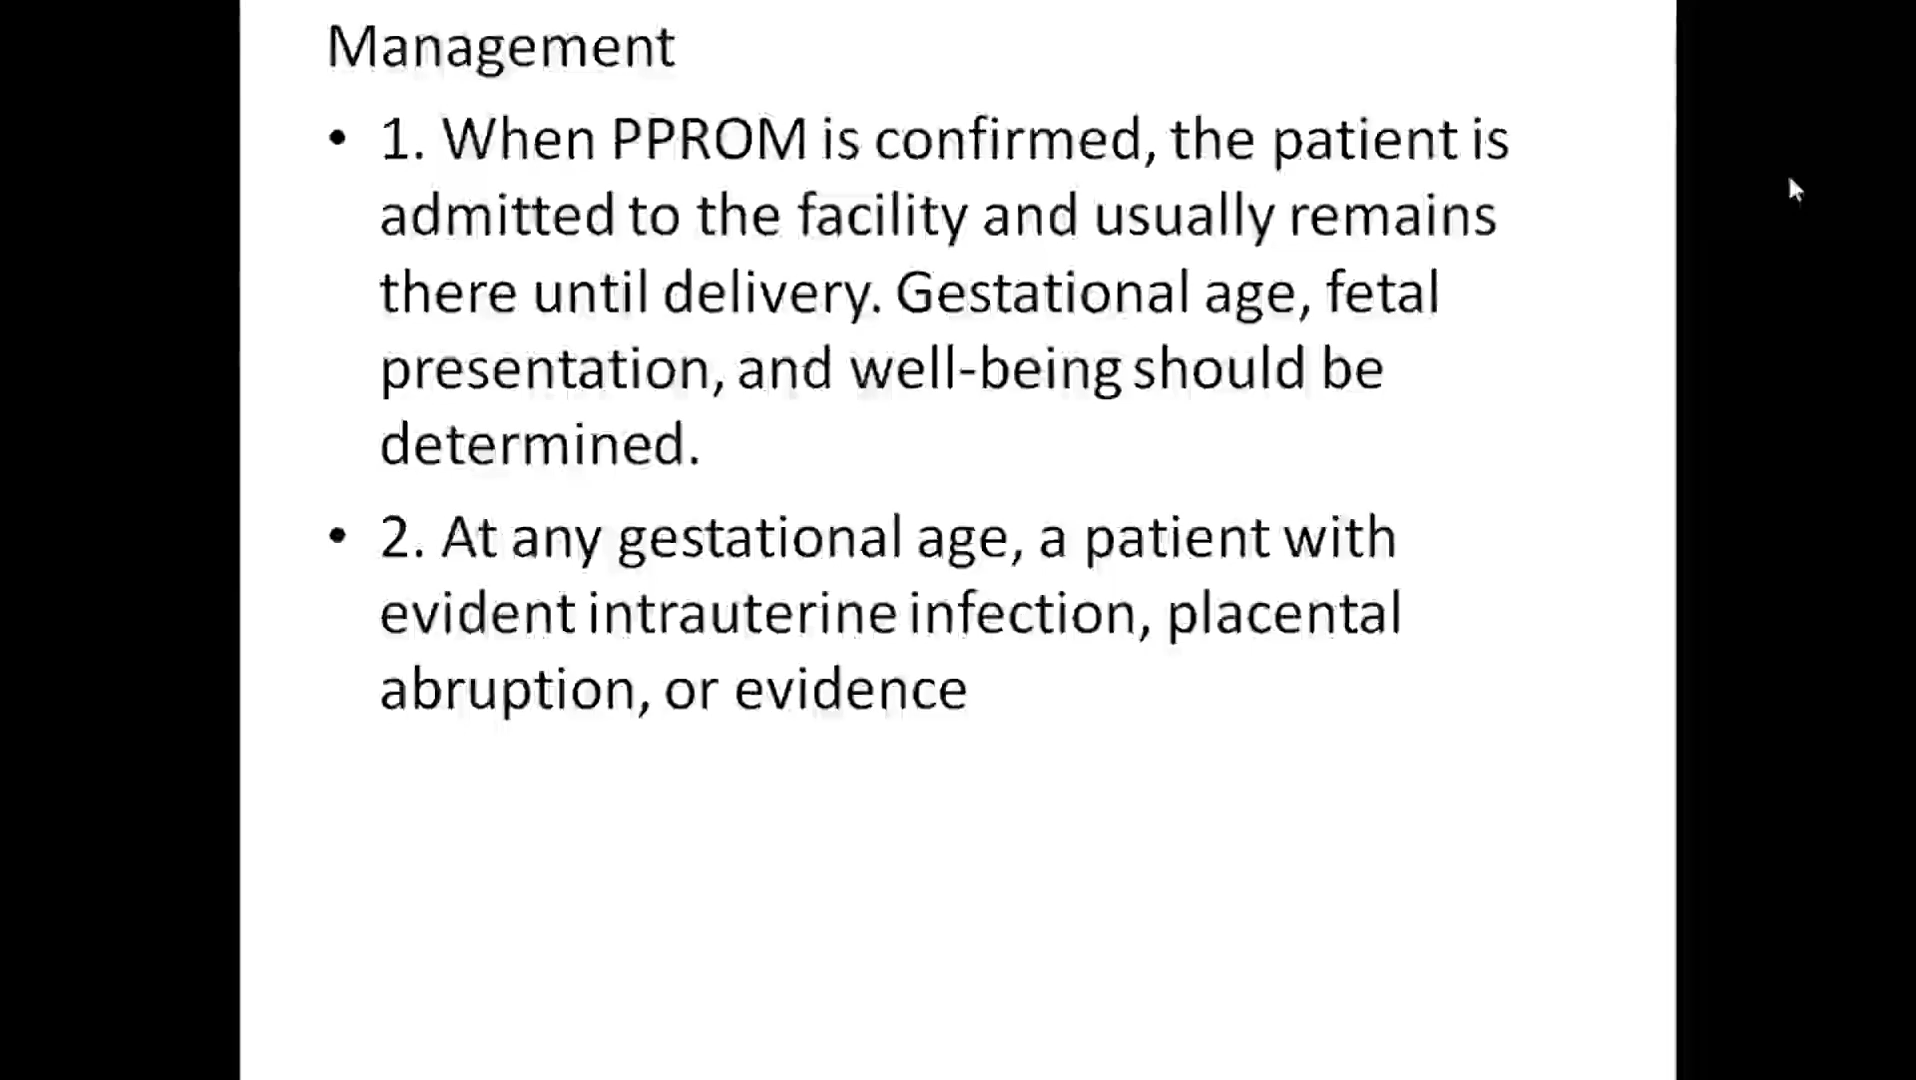 Management
• 1. When PPROM is confirmed, the patient is
admitted to the facility and usually remains
there until delivery. Gestational age, fetal
presentation, and well-being should be
determined.
• 2. At any gestational age, a patient with
evident intrauterine infection, placental
abruption, or evidence